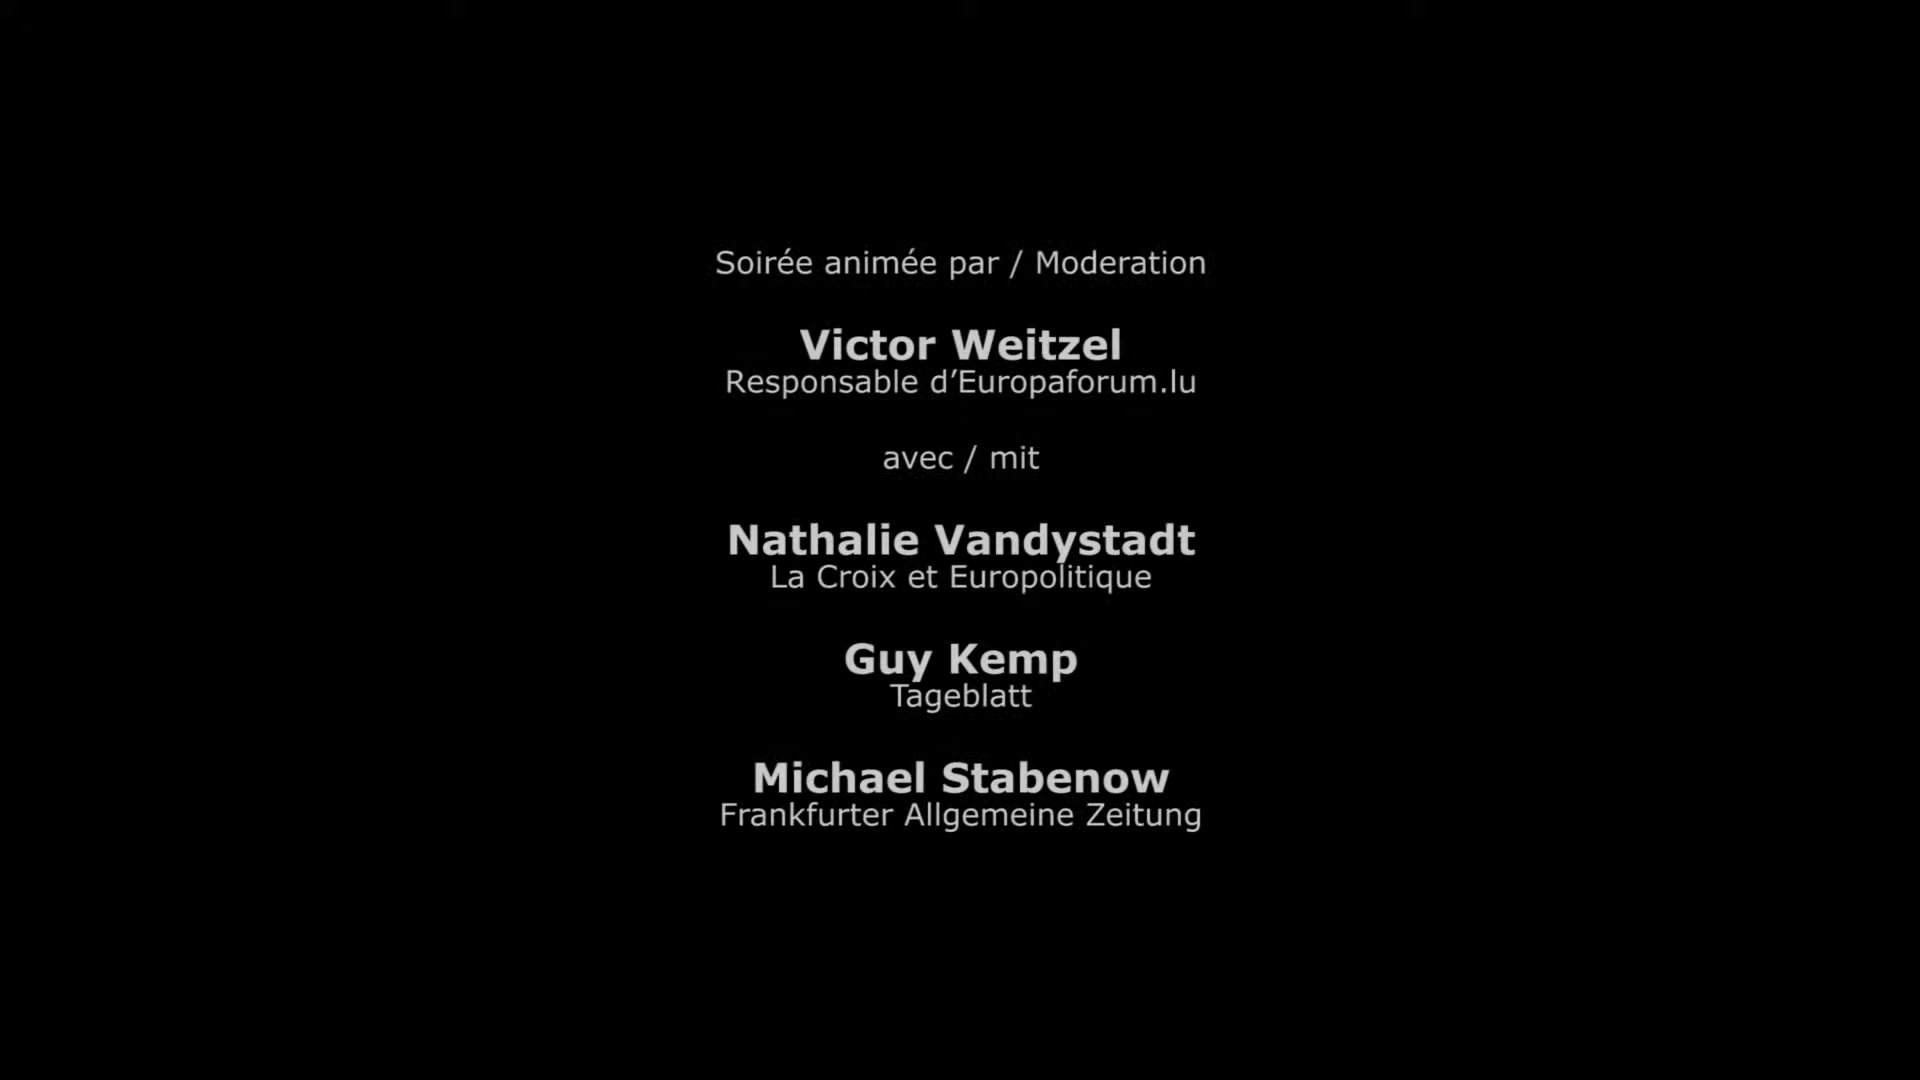 Soirée animée par / Moderation
Victor Weitzel
Responsable d’Europaforum.lu
avec / mit
Nathalie Vandystadt
La Croix et Europolitique
Guy Kemp
Tageblatt
Michael Stabenow
Frankfurter Allgemeine Zeitung